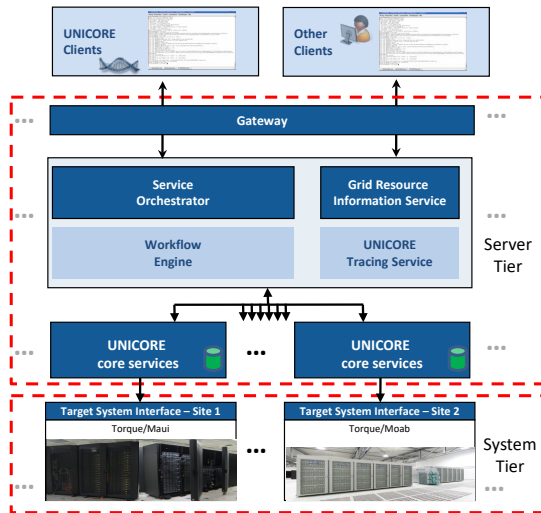 UNICORE
Clients
Other
Clients
...
...
Gateway
...
...
Service
Orchestrator
Grid Resource
Information Service
Workflow
Engine
UNICORE
Tracing Service
Server
Tier
...
UNICORE
core services
...
UNICORE
core services
...
Target System Interface – Site 1
Torque/Maui
...
Target System Interface – Site 2
Torque/Moab
System
Tier
...
...